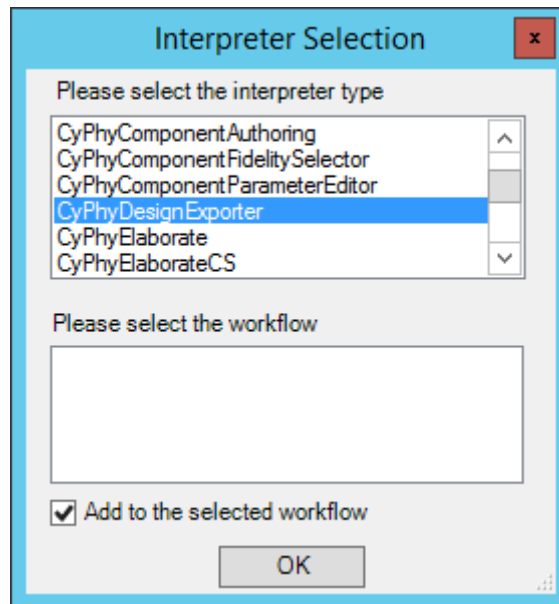 Interpreter Selection
x
Please select the interpreter type
CyPhyComponentAuthoring
CyPhyComponentFidelitySelector
CyPhyComponentParameterEditor
CyPhyDesignExporter
CyPhyElaborate
CyPhyElaborateCS
Please select the workflow
Add to the selected workflow
OK